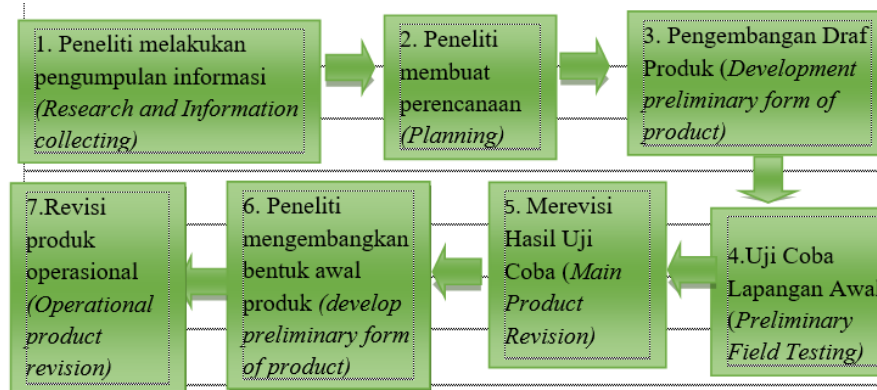 1. Peneliti melakukan
pengumpulan informasi
(Research and Information
collecting)
2. Peneliti
membuat
perencanaan
(Planning)
3. Pengembangan Draf
Produk (Development
preliminary form of
product)
4.Uji Coba
Lapangan Awal
(Preliminary
Field Testing)
5. Merevisi
Hasil Uji
Coba (Main
Product
Revision)
6. Peneliti
mengembangkan
bentuk awal
produk (develop
preliminary form
of product)
7.Revisi
produk
operasional
(Operational
product
revision)